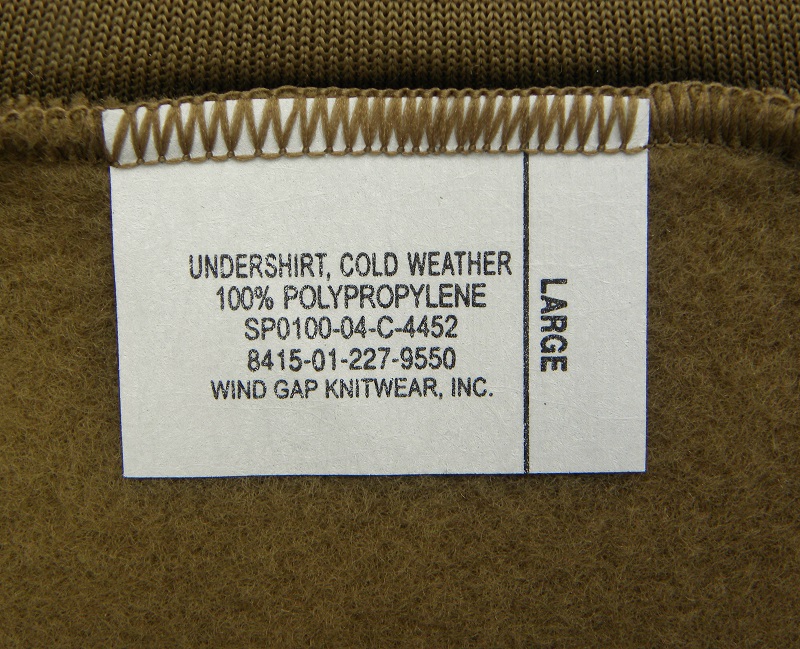 UNDERSHIRT, COLD WEATHER
100% POLYPROPYLENE
SP0100-04-C-4452
8415-01-227-9550
WIND GAP KNITWEAR, INC.
LARGE